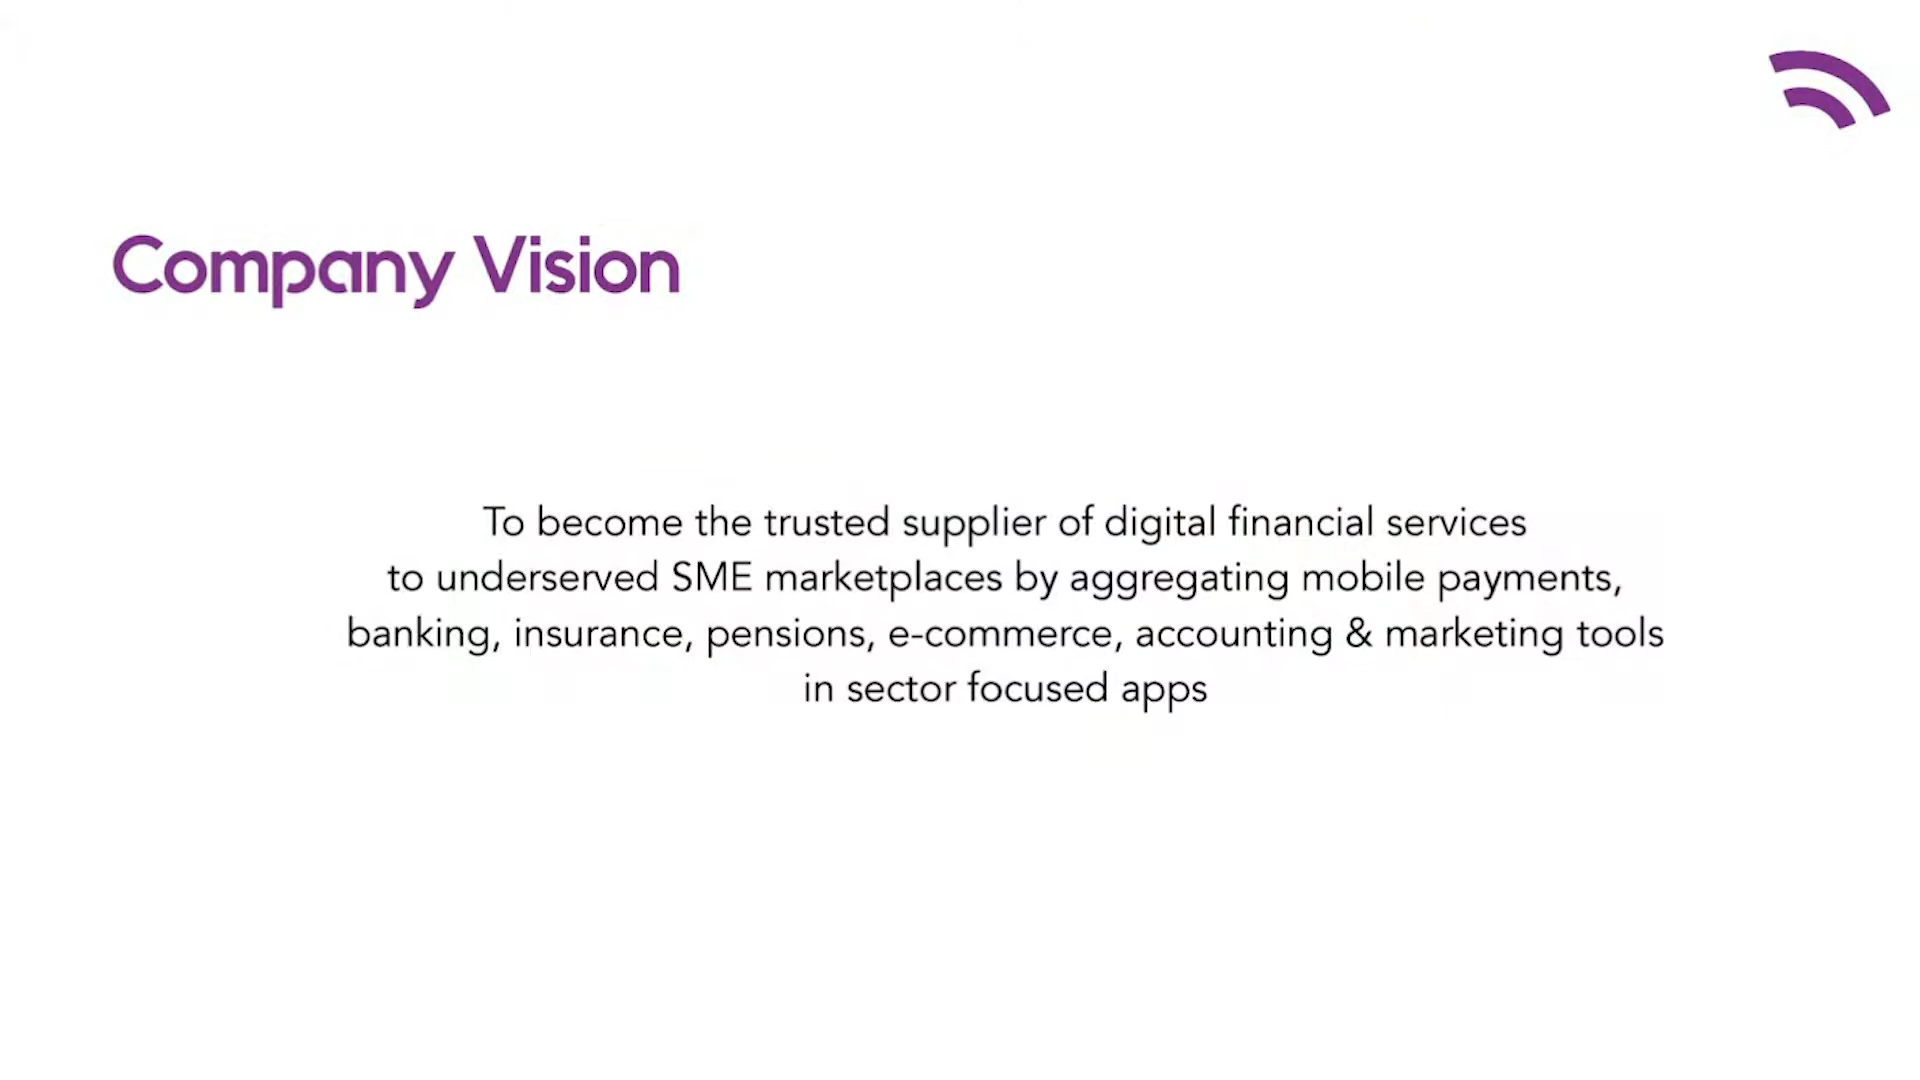 Company Vision
To become the trusted supplier of digital financial services
to underserved SME marketplaces by aggregating mobile payments,
banking, insurance, pensions, e-commerce, accounting & marketing tools
in sector focused apps